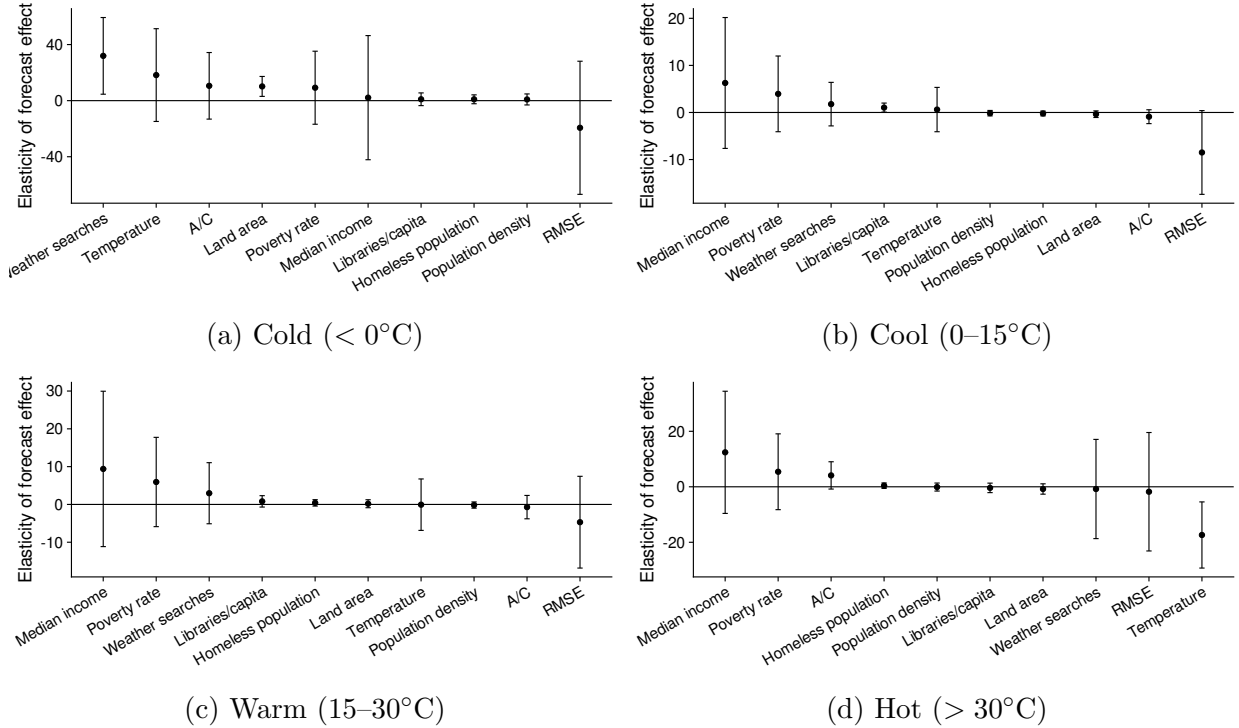 Elasticity of forecast effect
40
0
-40
Weather searches
Temperature
A/C
Land area
Poverty rate
Median income
Libraries/capita
Homeless population
Population density
RMSE
(a) Cold (< 0°C)
Elasticity of forecast effect
20
10
0
-10
Median income
Poverty rate
Weather searches
Libraries/capita
Temperature
Population density
Homeless population
Land area
A/C
RMSE
(b) Cool (0–15°C)
Elasticity of forecast effect
30
20
10
0
-10
Median income
Poverty rate
Weather searches
Libraries/capita
Homeless population
Land area
Temperature
Population density
A/C
RMSE
(c) Warm (15–30°C)
Elasticity of forecast effect
20
0
-20
Median income
Poverty rate
A/C
Homeless population
Population density
Libraries/capita
Land area
Weather searches
RMSE
Temperature
(d) Hot (> 30°C)